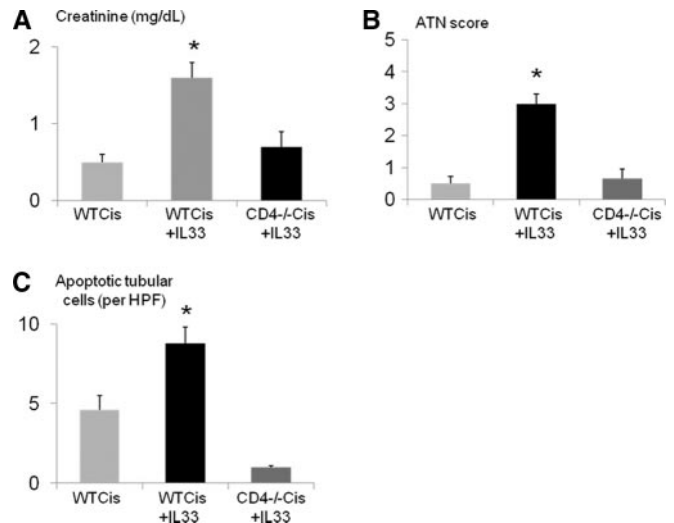 A
Creatinine (mg/dL)
2
*
1
0
WTCis
WTCis
+IL33
CD4-/-Cis
+IL33
B
ATN score
5
4
*
3
2
1
0
WTCis
WTCis
+IL33
CD4-/-Cis
+IL33
C
Apoptotic tubular
cells (per HPF)
*
10
5
0
WTCis
WTCis
+IL33
CD4-/-Cis
+IL33